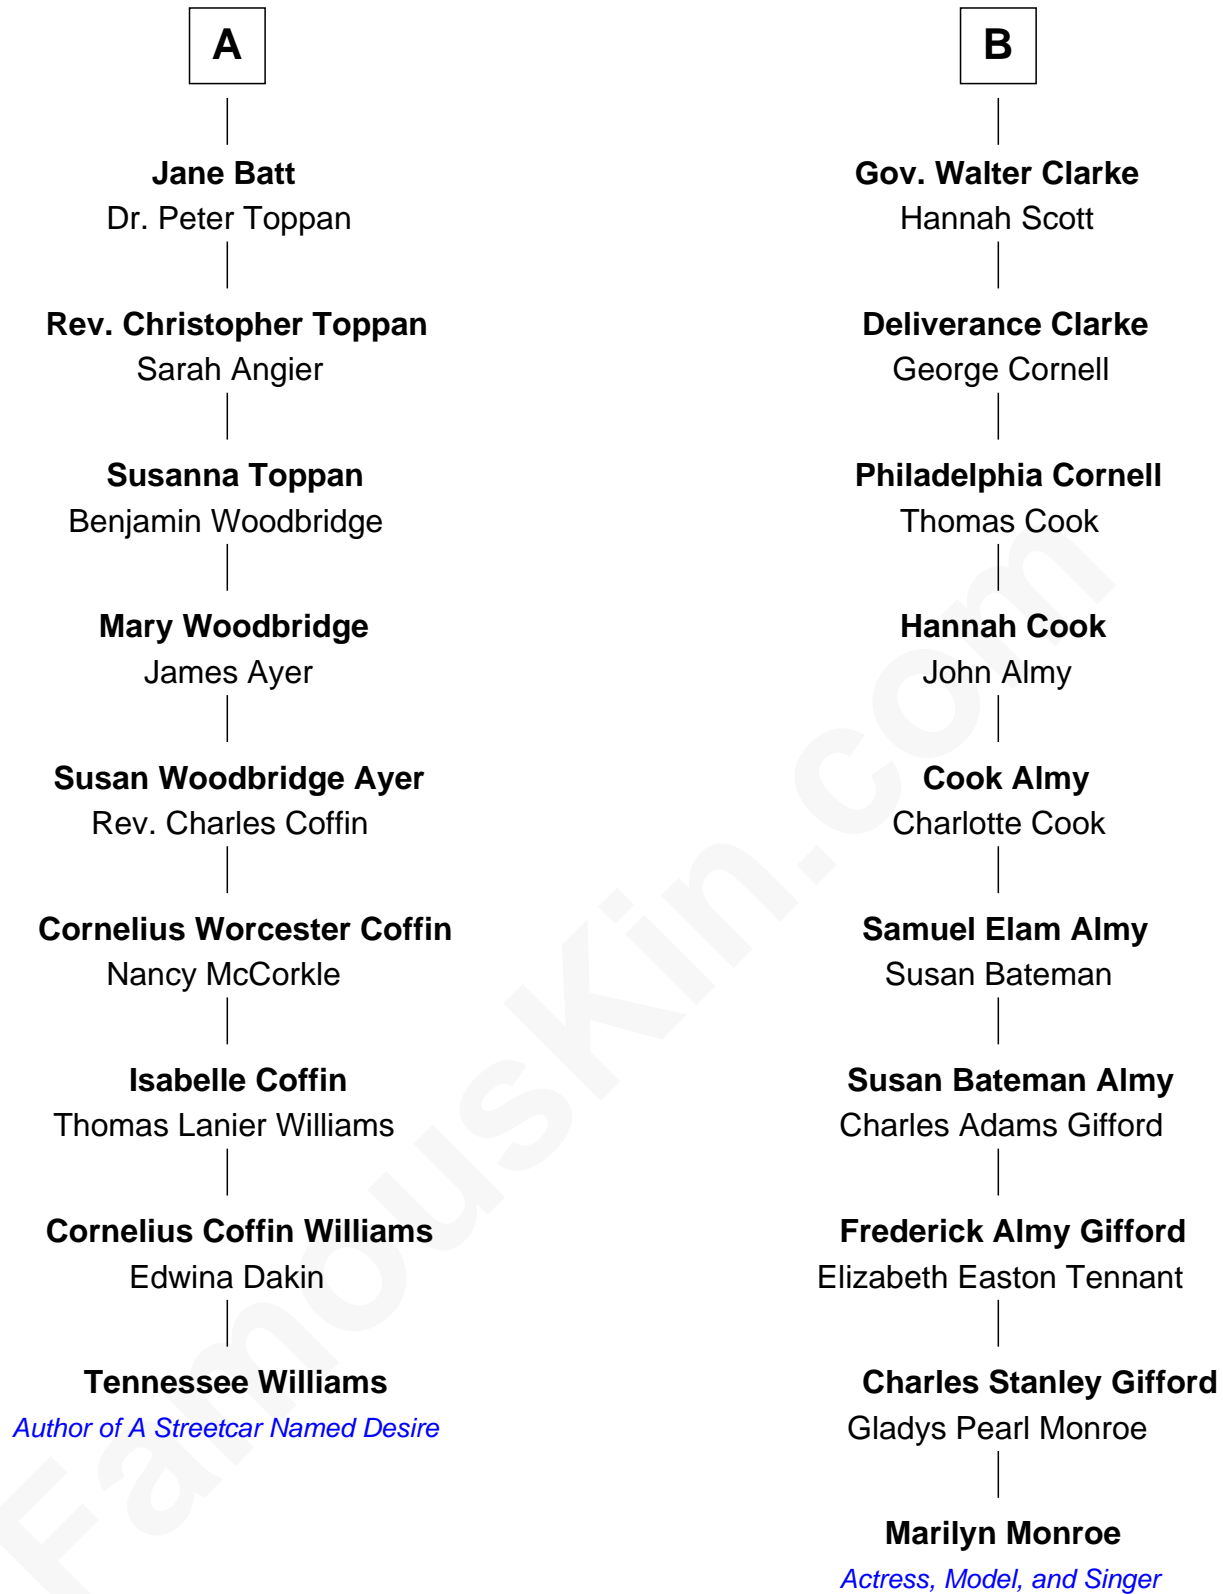 A
Jane Batt
Dr. Peter Toppan
Rev. Christopher Toppan
Sarah Angier
Susanna Toppan
Benjamin Woodbridge
Mary Woodbridge
James Ayer
Susan Woodbridge Ayer
Rev. Charles Coffin
Cornelius Worcester Coffin
Nancy McCorkle
Isabelle Coffin
Thomas Lanier Williams
Cornelius Coffin Williams
Edwina Dakin
Tennessee Williams
Author of A Streetcar Named Desire
B
Gov. Walter Clarke
Hannah Scott
Deliverance Clarke
George Cornell
Philadelphia Cornell
Thomas Cook
Hannah Cook
John Almy
Cook Almy
Charlotte Cook
Samuel Elam Almy
Susan Bateman
Susan Bateman Almy
Charles Adams Gifford
Frederick Almy Gifford
Elizabeth Easton Tennant
Charles Stanley Gifford
Gladys Pearl Monroe
Marilyn Monroe
Actress, Model, and Singer
FamousKin.com